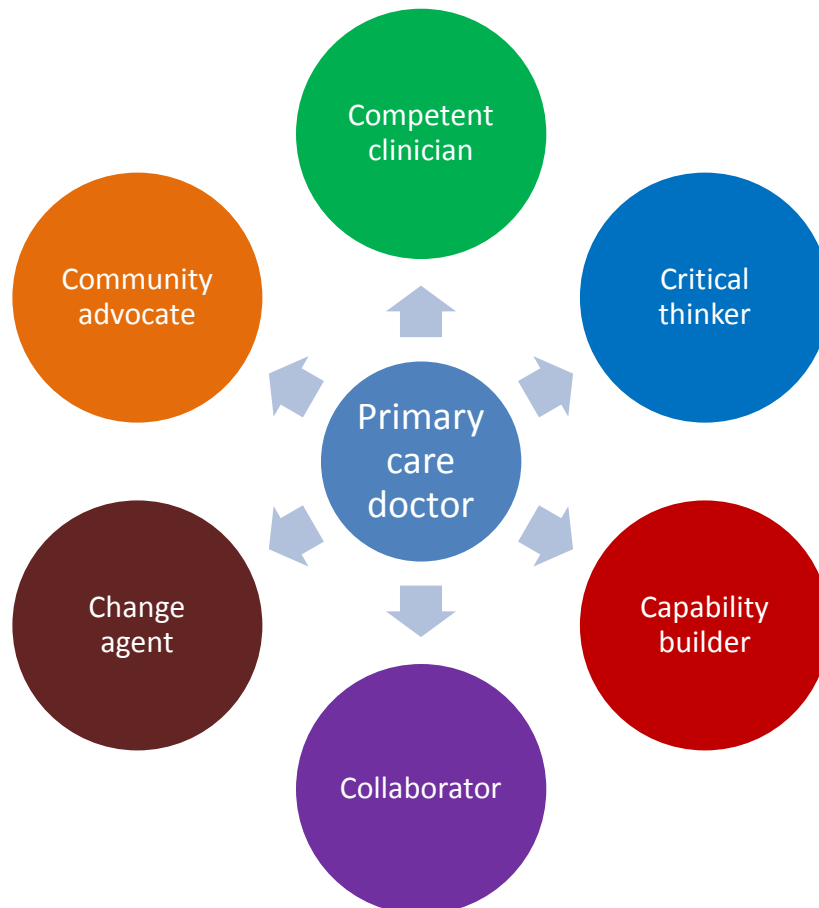 Competent
clinician
Community
advocate
Critical
thinker
Primary
care
doctor
Change
agent
Capability
builder
Collaborator